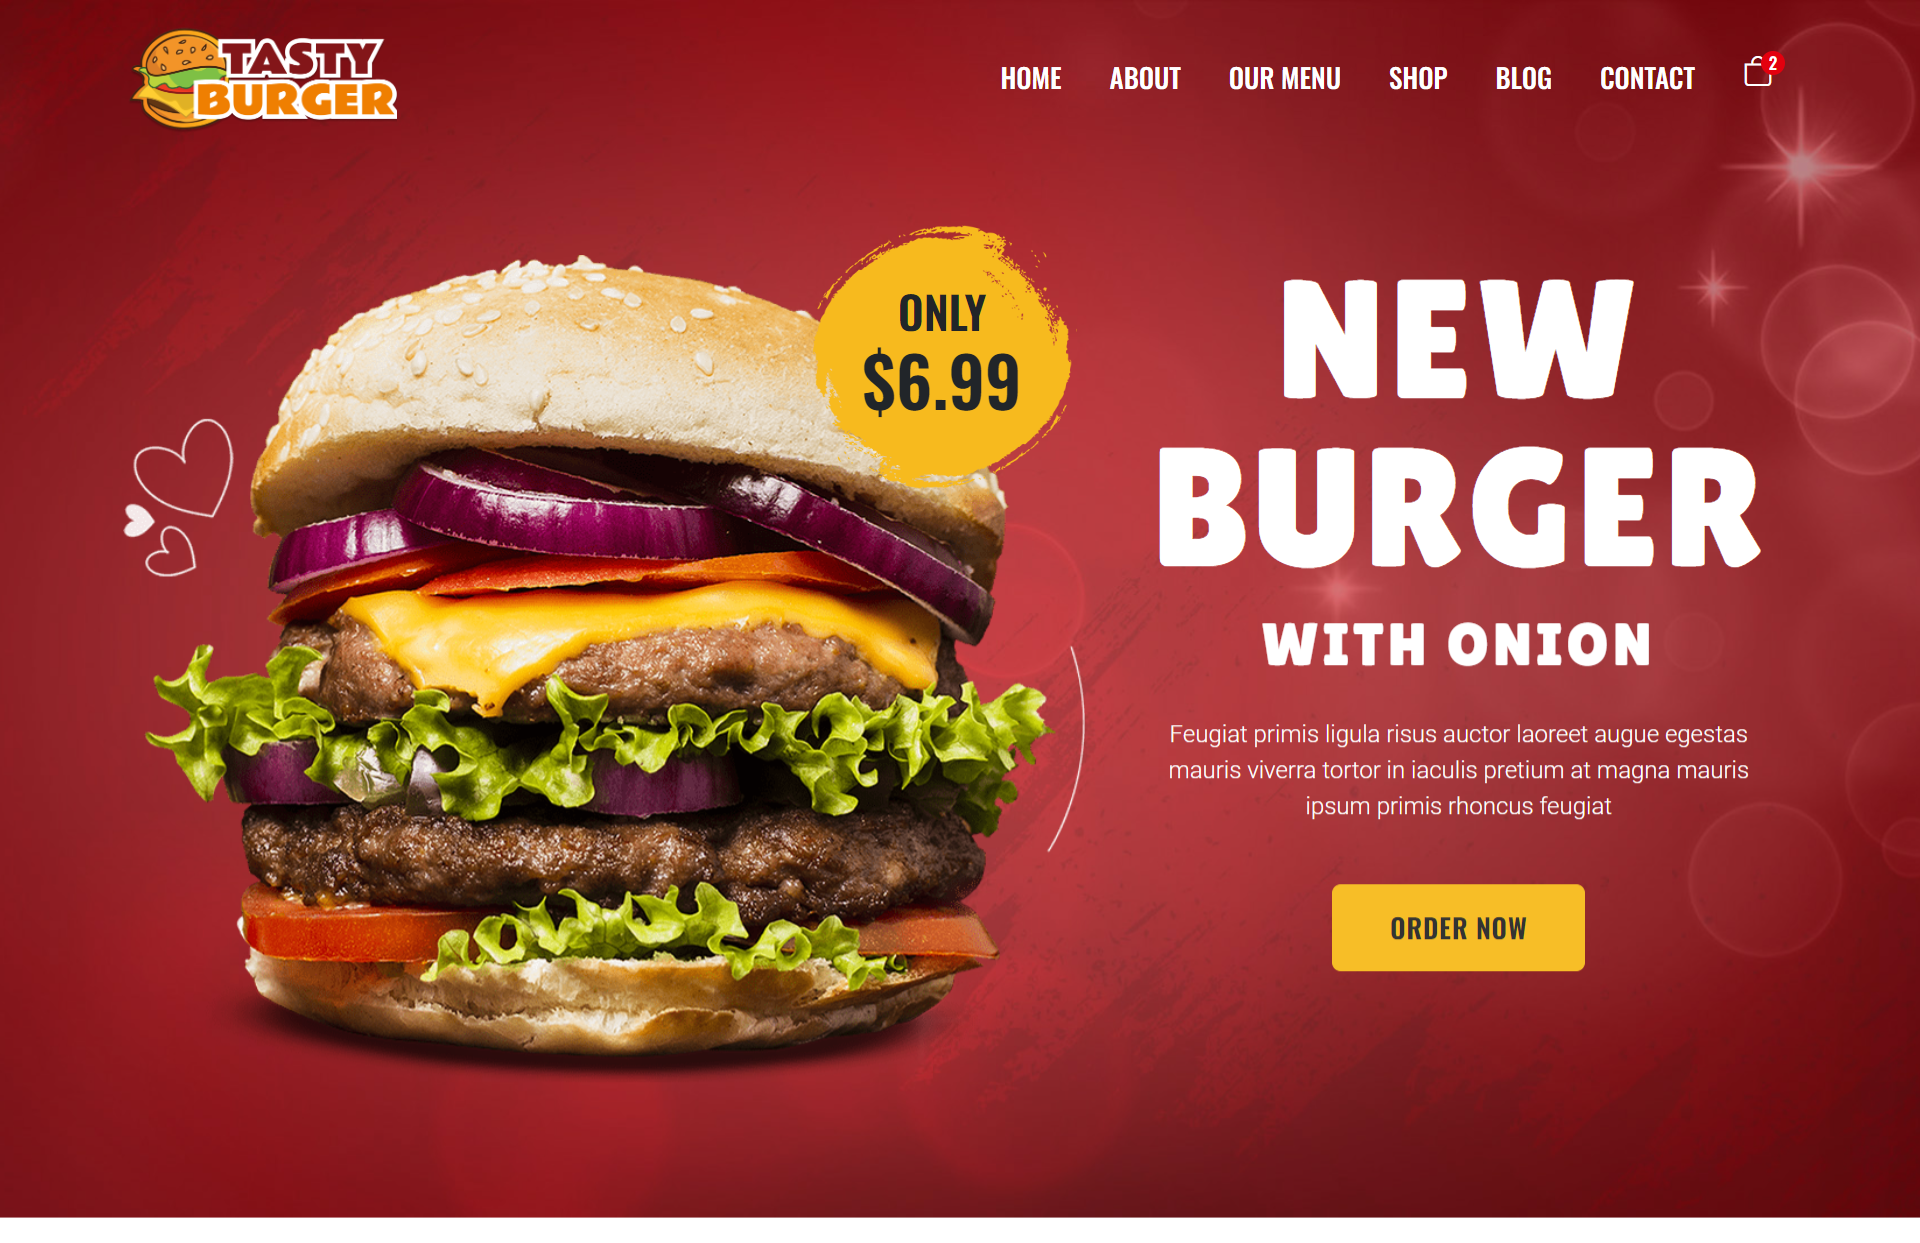 TASTY
BURGER
HOME ABOUT OUR MENU SHOP BLOG CONTACT 2
ONLY
$6.99
NEW
BURGER
WITH ONION
Feugiat primis ligula risus auctor laoreet augue egestas
mauris viverra tortor in iaculis pretium at magna mauris
ipsum primis rhoncus feugiat
ORDER NOW